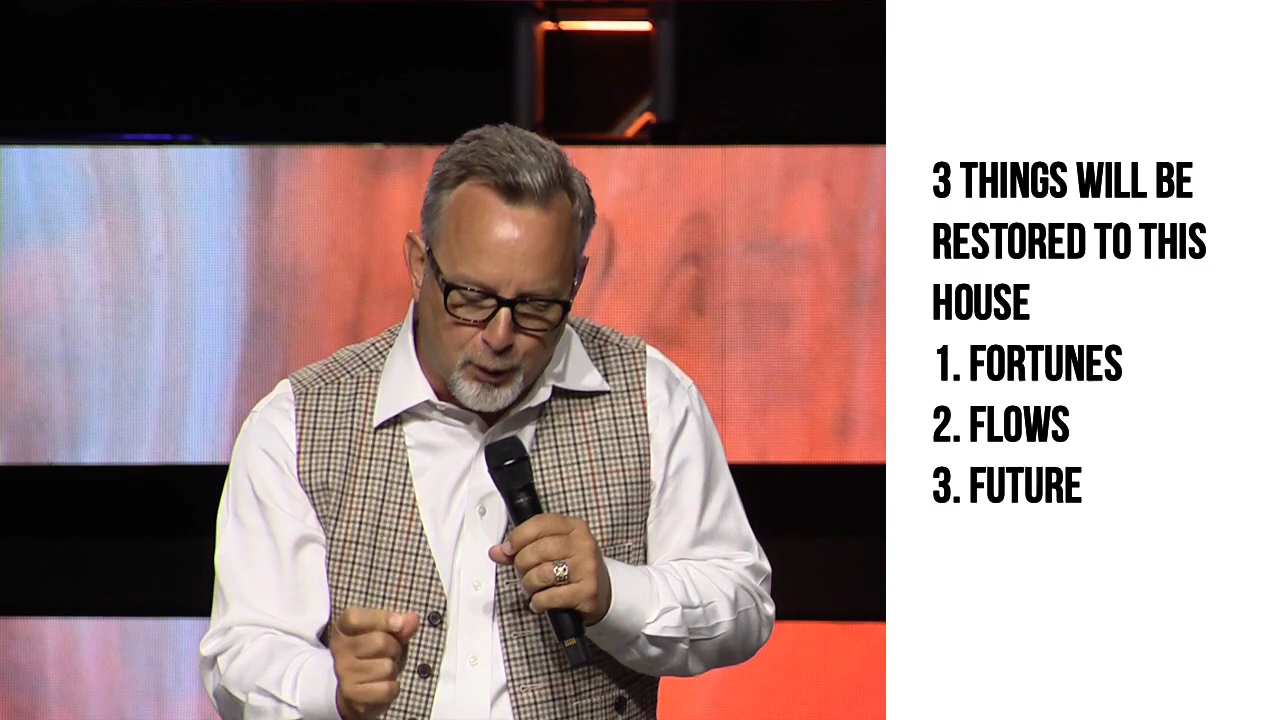 3 THINGS WILL BE
RESTORED TO THIS
HOUSE
1. FORTUNES
2. FLOWS
3. FUTURE